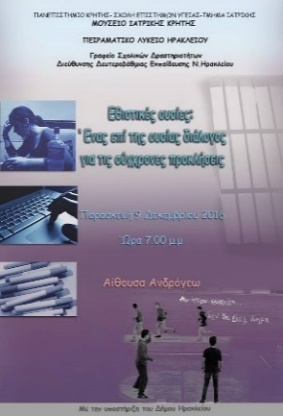 ΠΑΝΕΠΙΣΤΗΜΙΟ ΚΡΗΤΗΣ- ΣΧΟΛΗ ΕΠΙΣΤΗΜΩΝ ΥΓΕΙΑΣ-ΤΜΗΜΑ ΙΑΤΡΙΚΗΣ
ΜΟΥΣΕΙΟ ΙΑΤΡΙΚΗΣ ΚΡΗΤΗΣ
ΠΕΙΡΑΜΑΤΙΚΟ ΛΥΚΕΙΟ ΗΡΑΚΛΕΙΟΥ
Γραφείο Σχολικών Δραστηριοτήτων
Διεύθυνσης Δευτεροβάθμιας Εκπαίδευσης Ν.Ηρακλείου
Εθιστικές ουσίες:
Ένας επί της ουσίας διάλογος
για τις σύγχρονες προκλήσεις
Παρασκευή 9 Δεκεμβρίου 2016
Ώρα 7.00 μ.μ
Αίθουσα Ανδρόγεω
Με την υποστήριξη του Δήμου Ηρακλείου